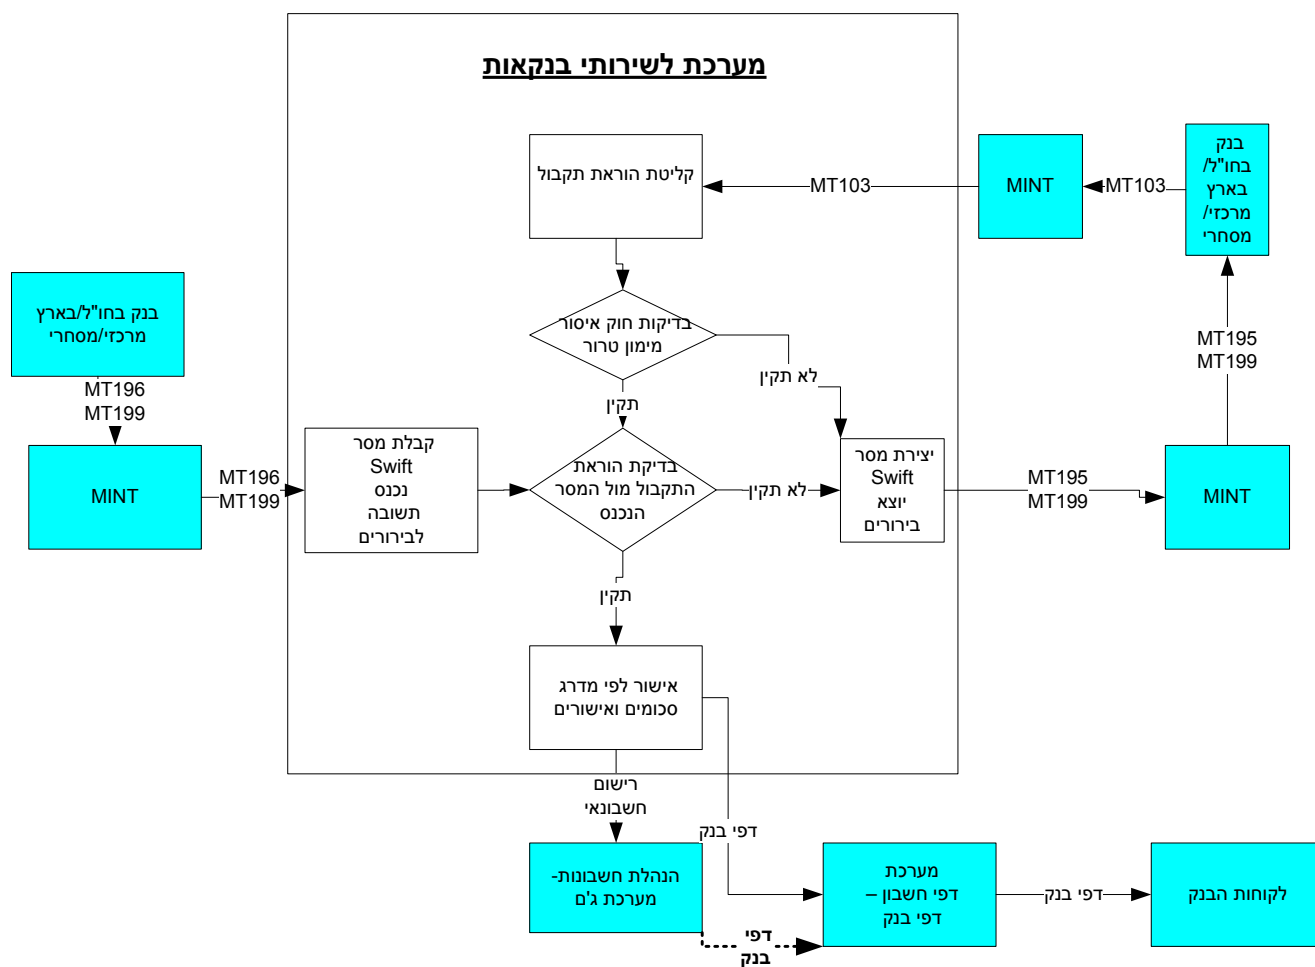 מערכת לשירותי בנקאות
קליטת הוראת תקבול
MT103
MINT
MT103
בנק
בחו"ל/
בארץ
מרכזי/
מסחרי
בנק בחו"ל/בארץ
מרכזי/מסחרי
MT196
MT199
MINT
MT196
MT199
בדיקות חוק איסור
מימון טרור
לא תקין
תקין
קבלת מסר
Swift
נכנס
תשובה
לבירורים
בדיקת הוראת
התקבול מול המסר
הנכנס
לא תקין
יצירת מסר
Swift
יוצא
בירורים
MT195
MT199
MINT
MT195
MT199
תקין
אישור לפי מדרג
סכומים ואישורים
רישום
חשבונאי
דפי בנק
הנהלת חשבונות-
מערכת ג'ם
דפי
בנק
מערכת
דפי חשבון –
דפי בנק
דפי בנק
לקוחות הבנק